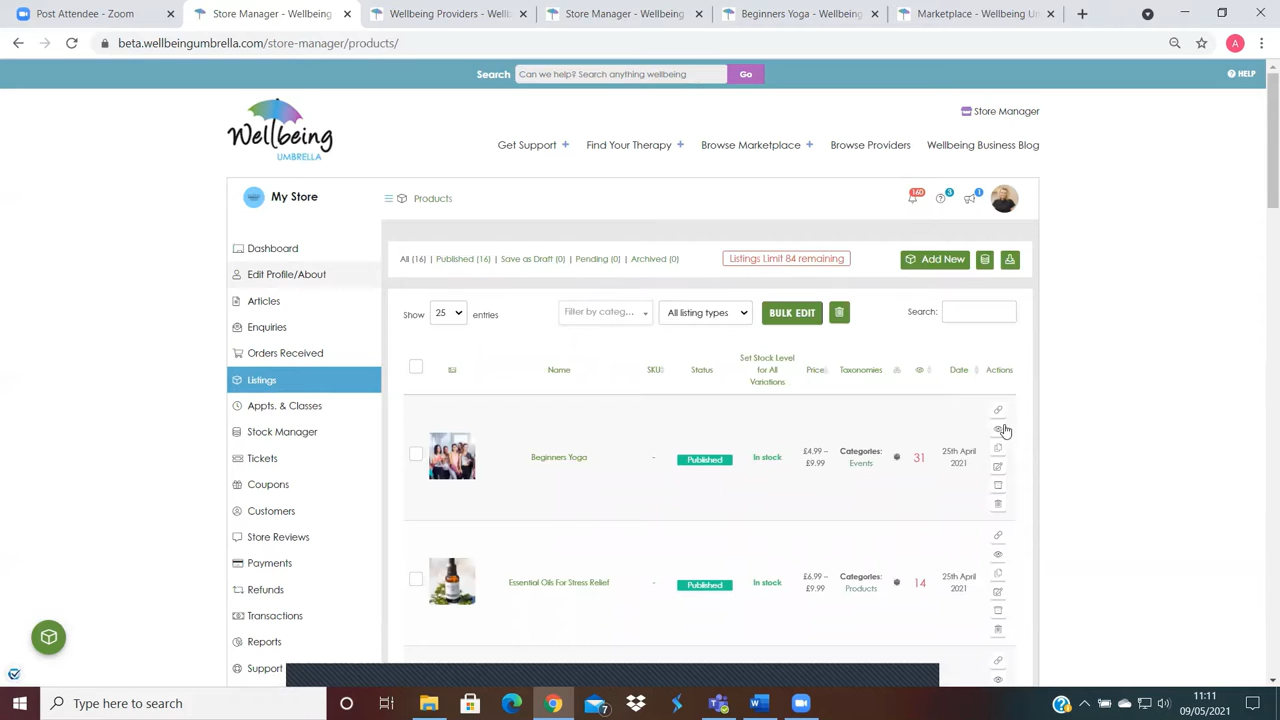 Post Attendee - Zoom
Store Manager - Wellbeing
Wellbeing Providers - Wellbeing
Store Manager - Wellbeing
Beginners Yoga - Wellbeing
Marketplace - Wellbeing Um
beta.wellbeingumbrella.com/store-manager/products/
A
Search
Can we help? Search anything wellbeing
Go
HELP
Wellbeing
UMBRELLA
Store Manager
Get Support +
Find Your Therapy +
Browse Marketplace +
Browse Providers
Wellbeing Business Blog
My Store
Products
160
3
1
Dashboard
Edit Profile/About
Articles
Enquiries
Orders Received
Listings
Appts. & Classes
Stock Manager
Tickets
Coupons
Customers
Store Reviews
Payments
Refunds
Transactions
Reports
Support
All (16) | Published (16) | Save as Draft (0) | Pending (0) | Archived (0)
Listings Limit 84 remaining
Add New
Show 25 entries
Filter by categ...
All listing types
BULK EDIT
Search:
Name
SKU
Status
Set Stock Level
for All
Variations
Price
Taxonomies
Date
Actions
Beginners Yoga
-
Published
In stock
£4.99 –
£9.99
Categories:
Events
31
25th April
2021
Essential Oils For Stress Relief
-
Published
In stock
£6.99 –
£9.99
Categories:
Products
14
25th April
2021
Type here to search
7
11:11
09/05/2021